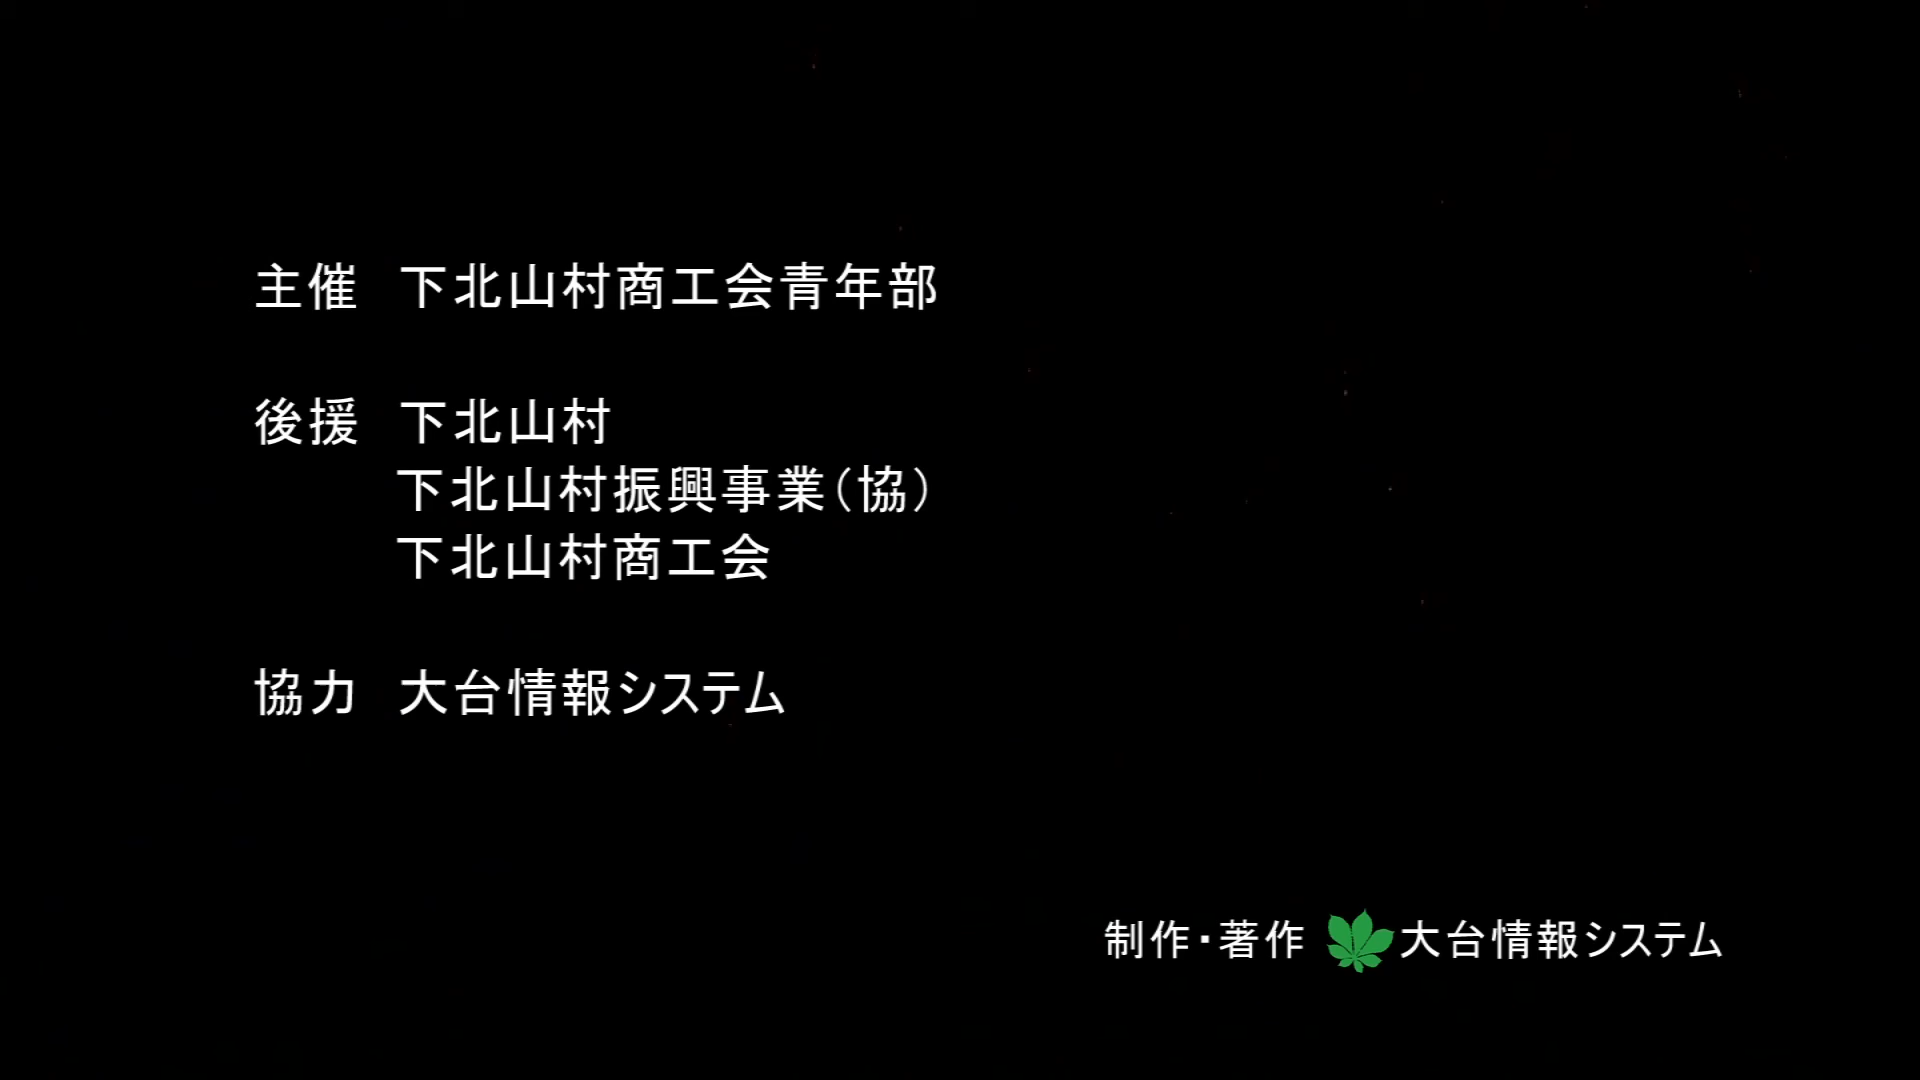 主催　下北山村商工会青年部
後援　下北山村
下北山村振興事業（協）
下北山村商工会
協力　大台情報システム
制作・著作 大台情報システム